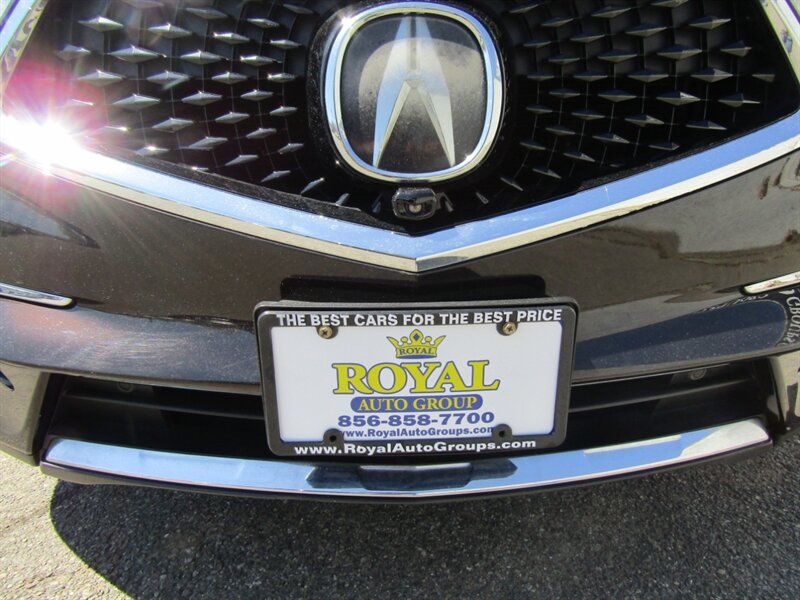 THE BEST CARS FOR THE BEST PRICE
ROYAL
ROYAL
AUTO GROUP
856-858-7700
www.RoyalAutoGroups.com
www.RoyalAutoGroups.com